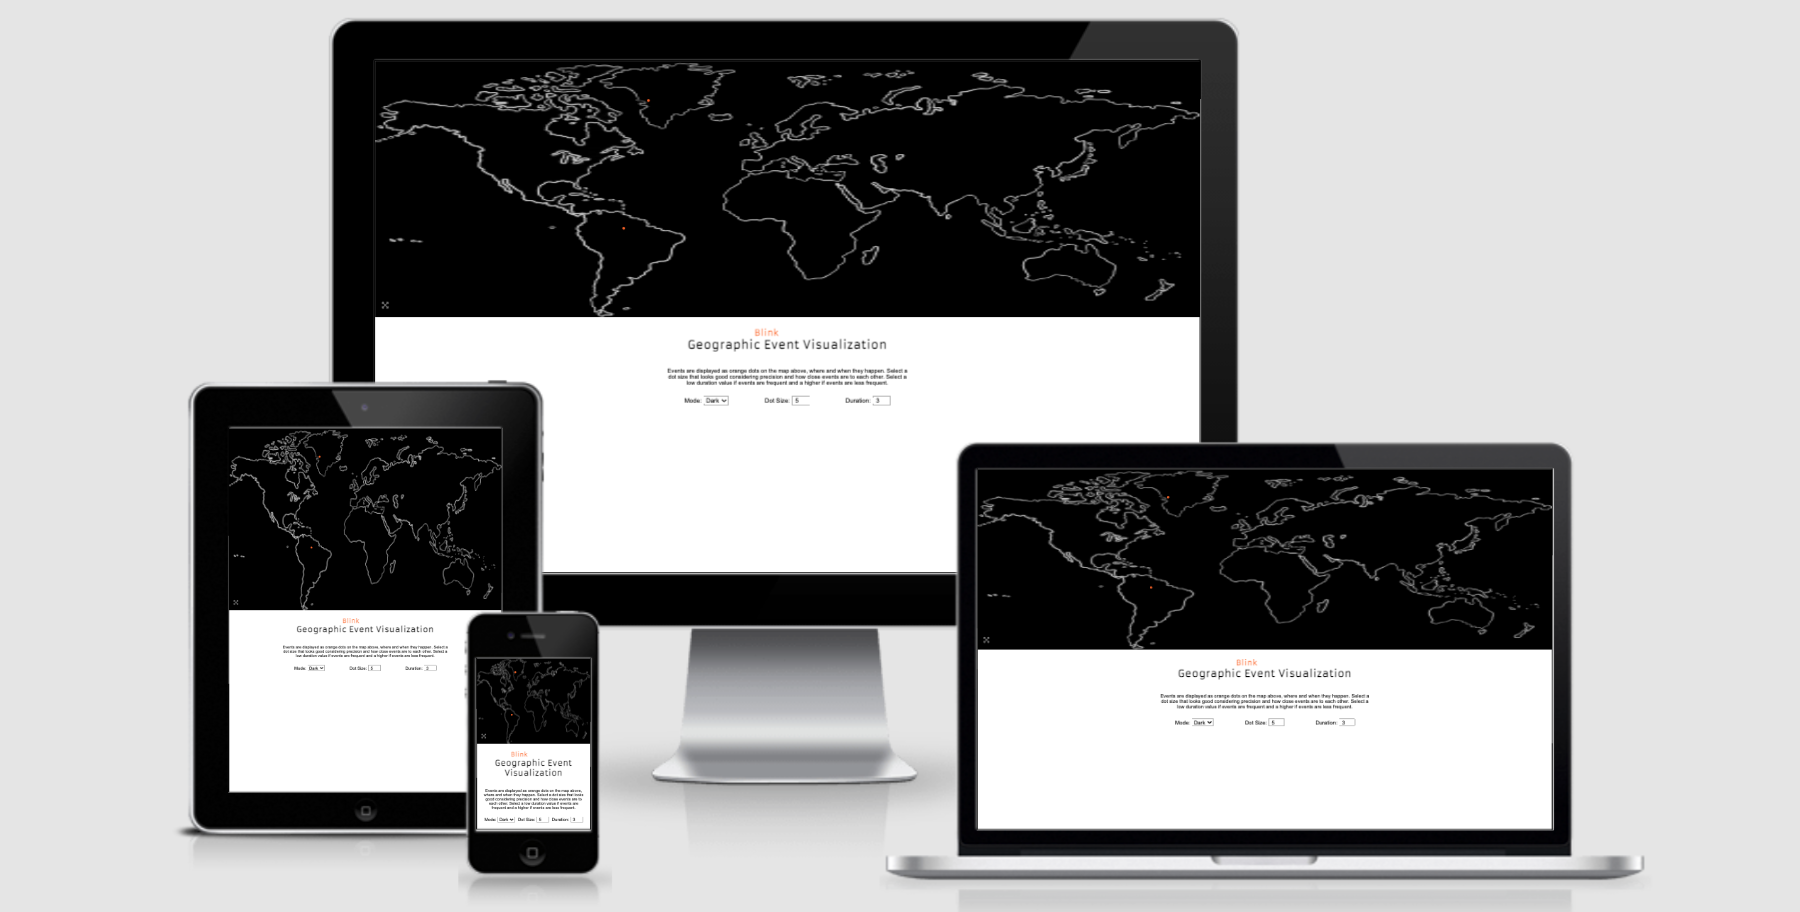 Blink
Geographic Event Visualization
Events are displayed as orange dots on the map above, where and when they happen. Select a
dot size that looks good considering precision and how close events are to each other. Select a
low duration value if events are frequent and a higher if events are less frequent.
Mode: Dark Dot Size: 5 Duration: 3
Blink
Geographic Event Visualization
Events are displayed as orange dots on the map above, where and when they happen. Select a
dot size that looks good considering precision and how close events are to each other. Select a
low duration value if events are frequent and a higher if events are less frequent.
Mode: Dark Dot Size: Duration:
Blink
Geographic Event
Visualization
Events are displayed as orange dots on the map above,
where and when they happen. Select a dot size that looks
good considering precision and how close events are to
each other. Select a low duration value if events are
frequent and a higher if events are less frequent.
Mode: Dark Dot Size: Duration:
Blink
Geographic Event Visualization
Events are displayed as orange dots on the map above, where and when they happen. Select a
dot size that looks good considering precision and how close events are to each other. Select a
low duration value if events are frequent and a higher if events are less frequent.
Mode: Dark Dot Size: 5 Duration: 3